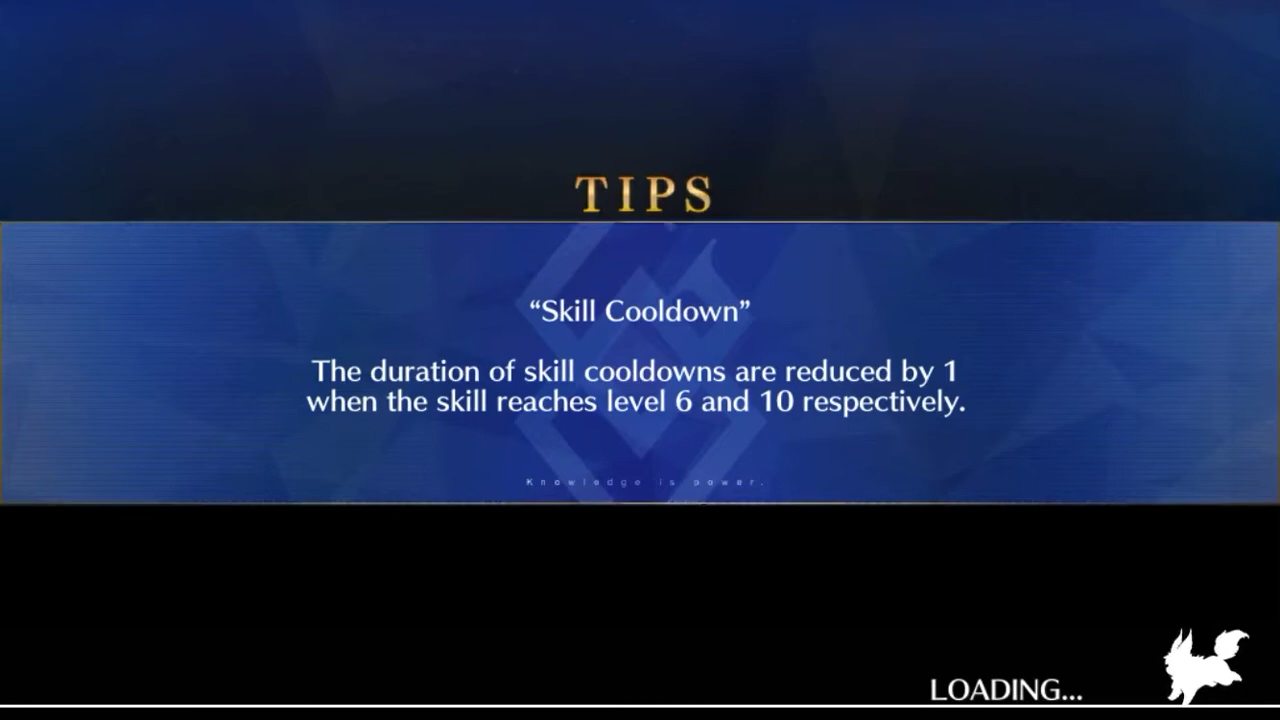 TIPS
“Skill Cooldown”
The duration of skill cooldowns are reduced by 1
when the skill reaches level 6 and 10 respectively.
Knowledge is power.
LOADING...